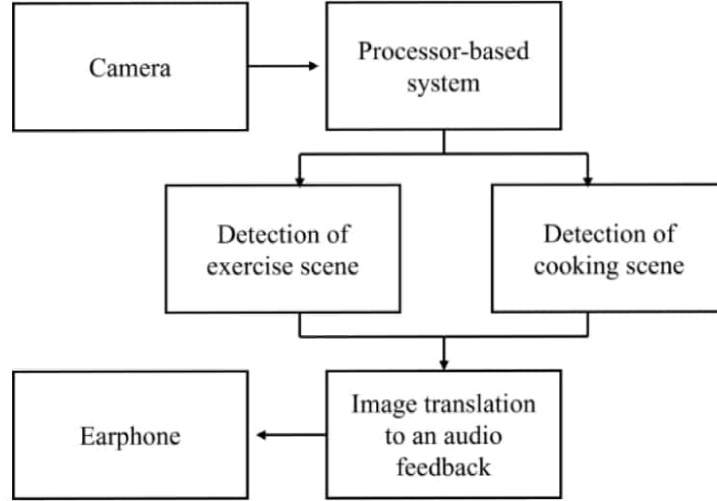 Camera
Processor-based
system
Detection of
exercise scene
Detection of
cooking scene
Earphone
Image translation
to an audio
feedback